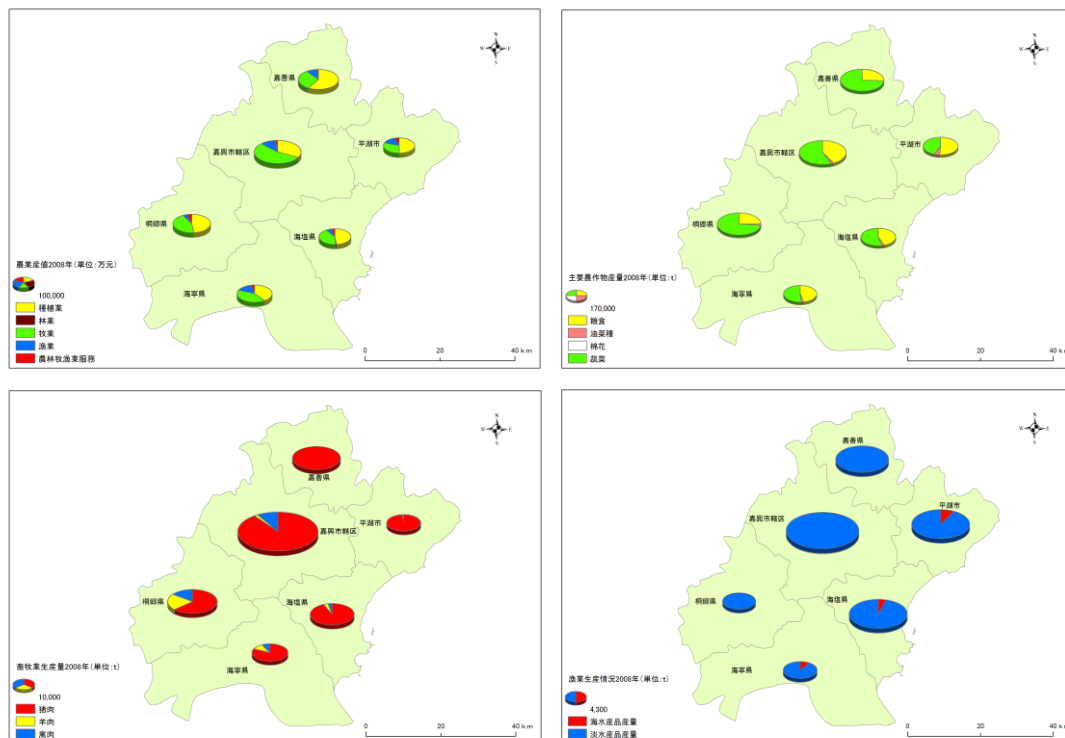 N
W E
S
嘉善県
嘉興市轄区
平湖市
桐郷県
海塩県
海寧県
農業産値2008年(単位:万元)
100,000
種植業
林業
牧業
漁業
農林牧漁業服務
0 20 40 km
N
W E
S
嘉善県
嘉興市轄区
平湖市
桐郷県
海塩県
海寧県
主要農作物産量2008年(単位:t)
170,000
粮食
油菜種
棉花
蔬菜
0 20 40 km
N
W E
S
嘉善県
嘉興市轄区
平湖市
桐郷県
海塩県
海寧県
畜牧業生産量2008年(単位:t)
10,000
猪肉
羊肉
禽肉
0 20 40 km
N
W E
S
嘉善県
嘉興市轄区
平湖市
桐郷県
海塩県
海寧県
漁業生産情況2008年(単位:t)
4,300
海水産品産量
淡水産品産量
0 20 40 km